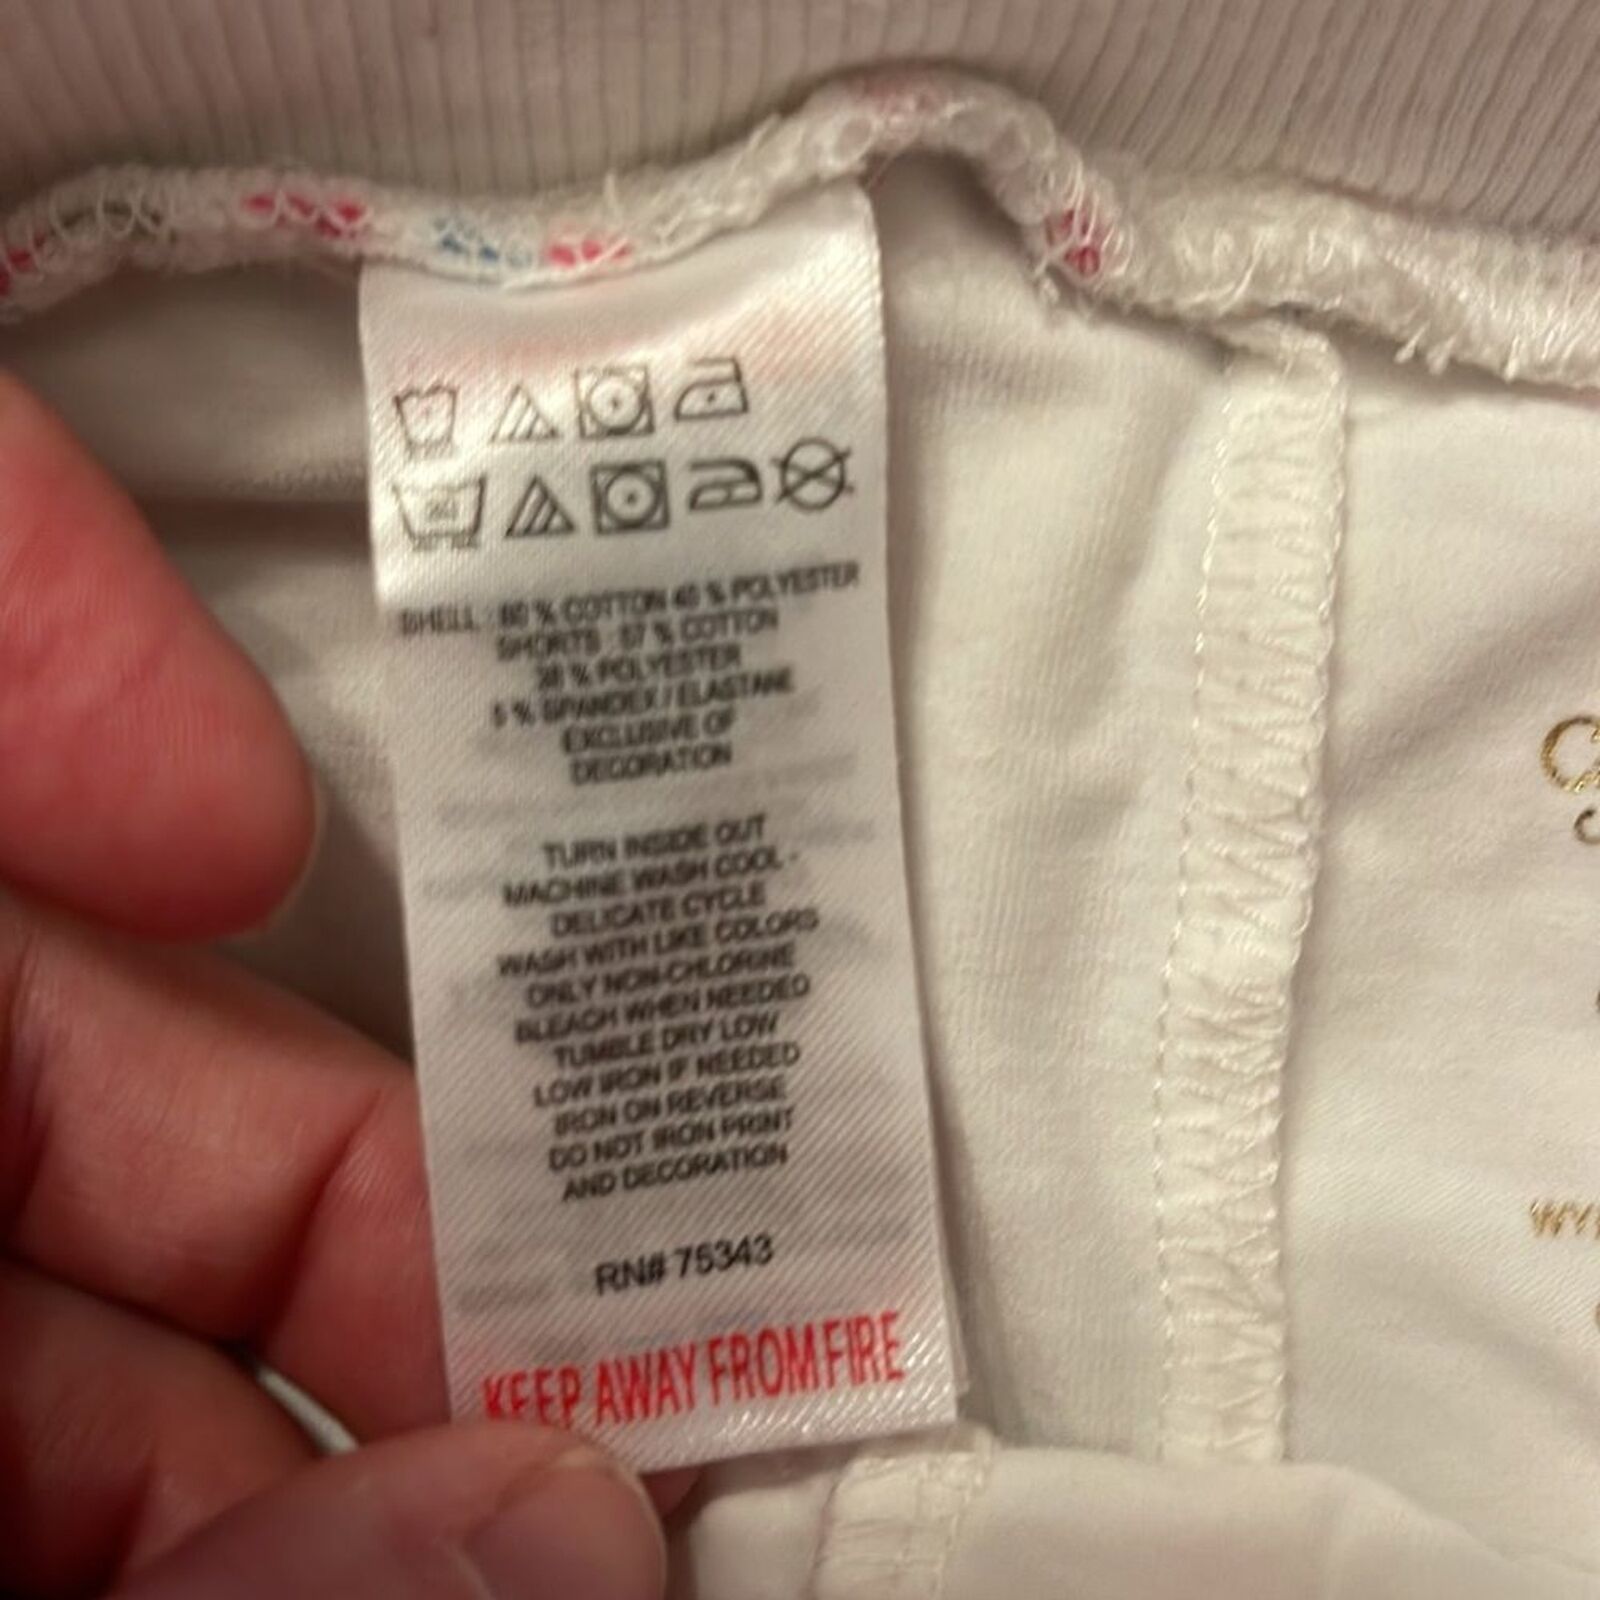 SHELL : 60 % COTTON 40 % POLYESTER
SHORTS : 57 % COTTON
38 % POLYESTER
5 % SPANDEX / ELASTANE
EXCLUSIVE OF
DECORATION
TURN INSIDE OUT
MACHINE WASH COOL -
DELICATE CYCLE
WASH WITH LIKE COLORS
ONLY NON-CHLORINE
BLEACH WHEN NEEDED
TUMBLE DRY LOW
LOW IRON IF NEEDED
IRON ON REVERSE
DO NOT IRON PRINT
AND DECORATION
RN# 75343
KEEP AWAY FROM FIRE